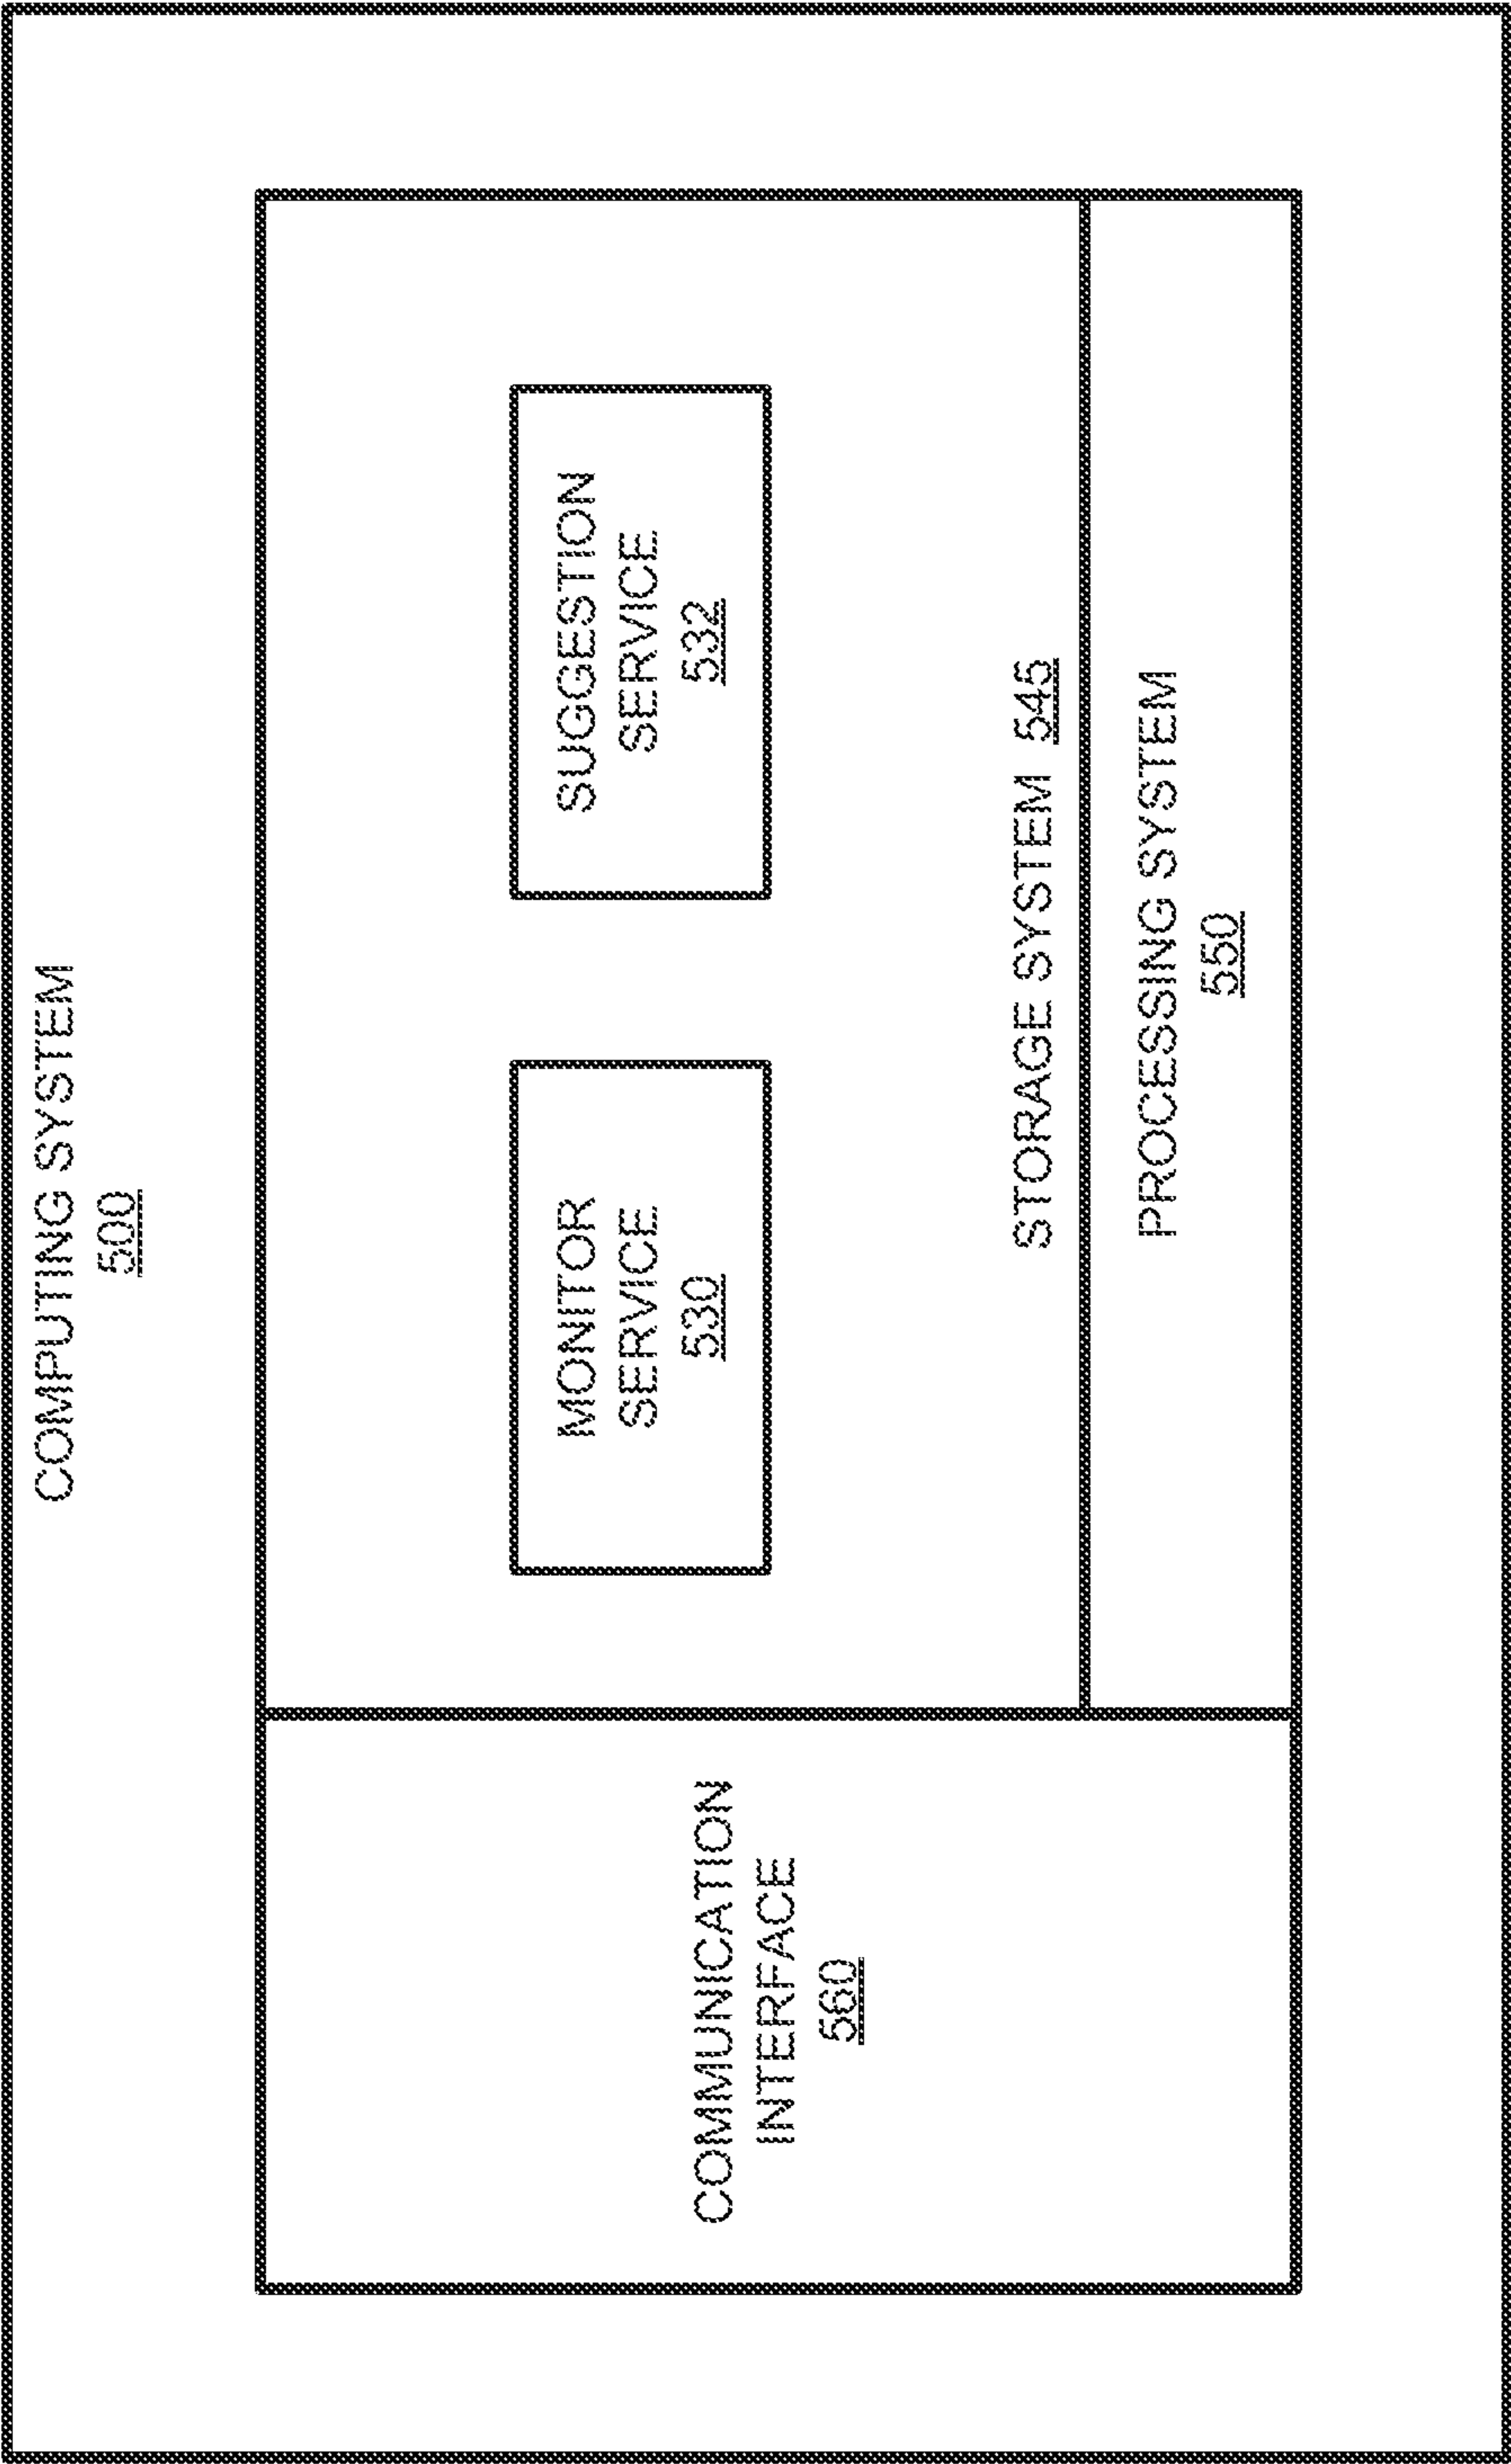 COMPUTING SYSTEM
500
COMMUNICATION
INTERFACE
560
MONITOR
SERVICE
530
SUGGESTION
SERVICE
532
STORAGE SYSTEM 545
PROCESSING SYSTEM
550